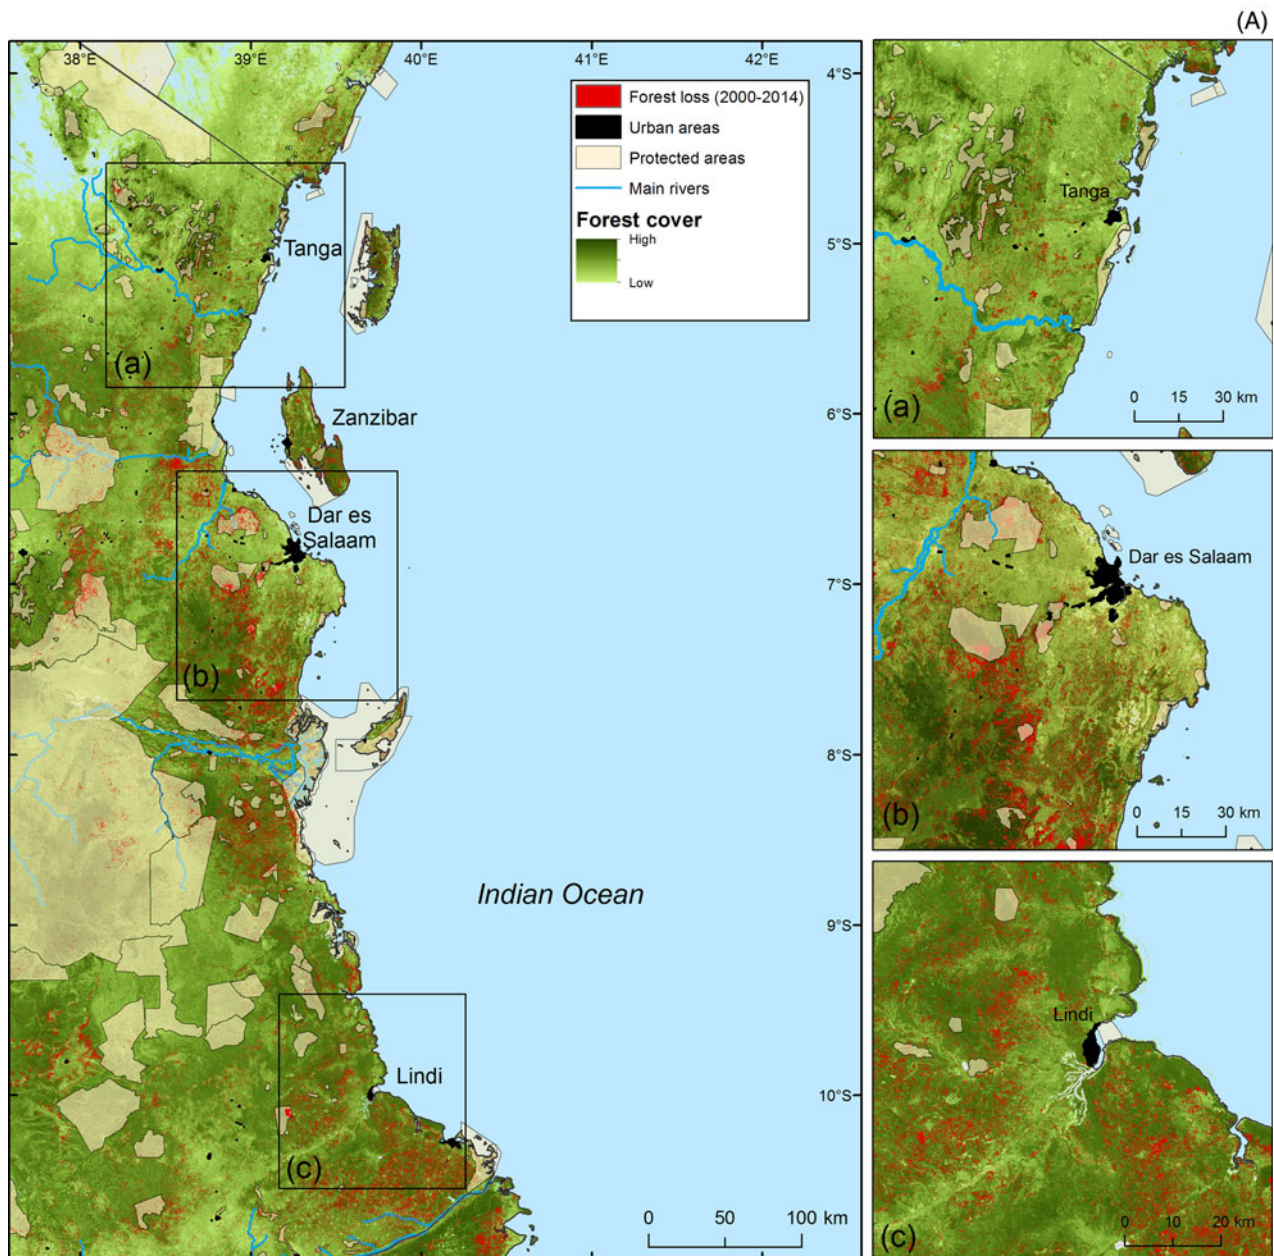 (A)
38°E 39°E 40°E 41°E 42°E
4°S
5°S
6°S
7°S
8°S
9°S
10°S
Forest loss (2000-2014)
Urban areas
Protected areas
Main rivers
Forest cover
High
Low
Tanga
(a)
Zanzibar
Dar es
Salaam
(b)
Indian Ocean
Lindi
(c)
0 50 100 km
Tanga
(a)
0 15 30 km
Dar es Salaam
(b)
0 15 30 km
Lindi
(c)
0 10 20 km